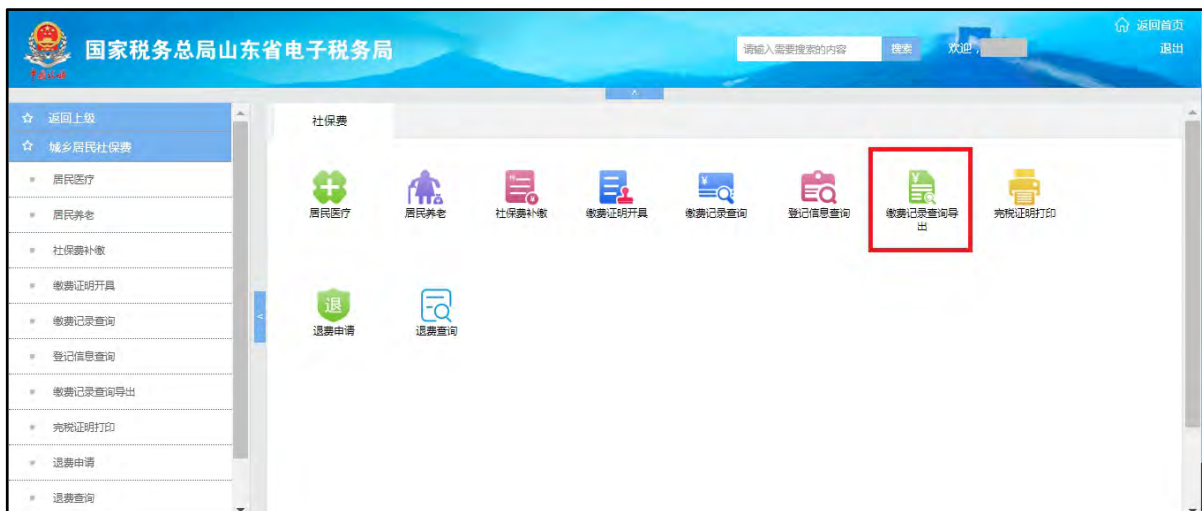 返回首页
国家税务总局山东省电子税务局
请输入需要搜索的内容
搜索
欢迎，
退出
返回上级
城乡居民社保费
居民医疗
居民养老
社保费补缴
缴费证明开具
缴费记录查询
登记信息查询
缴费记录查询导出
完税证明打印
退费申请
退费查询
社保费
居民医疗
居民养老
社保费补缴
缴费证明开具
缴费记录查询
登记信息查询
缴费记录查询导
出
完税证明打印
退
退费申请
退费查询